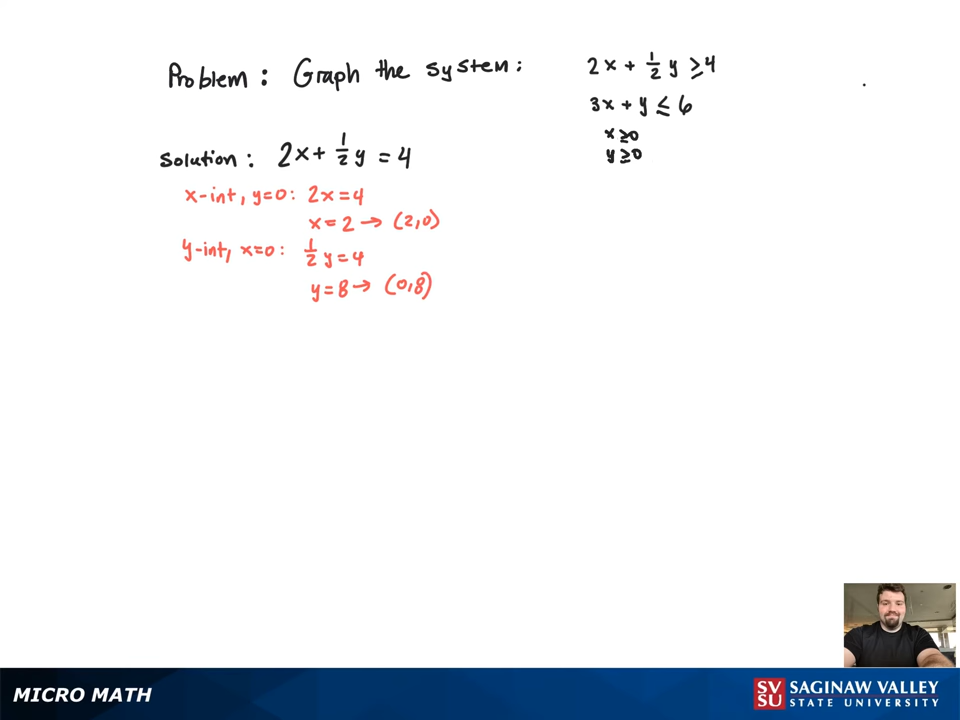 Problem: Graph the system: 2x + 1/2 y ≥ 4
3x + y ≤ 6
x ≥ 0
y ≥ 0
Solution: 2x + 1/2 y = 4
x-int, y=0: 2x = 4
x = 2 → (2,0)
y-int, x=0: 1/2 y = 4
y = 8 → (0,8)
MICRO MATH
SVSU SAGINAW VALLEY
STATE UNIVERSITY